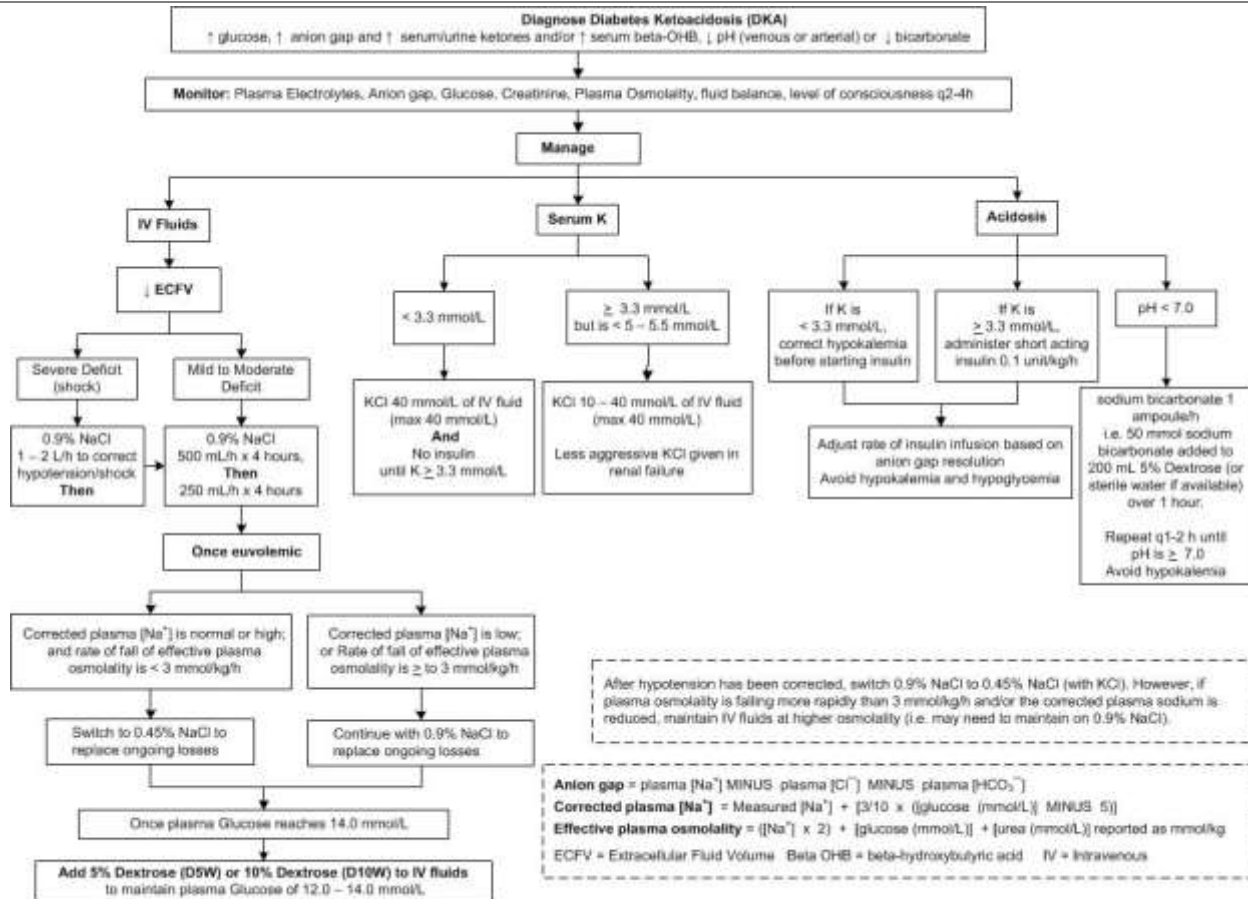 Diagnose Diabetes Ketoacidosis (DKA)
↑ glucose, ↑ anion gap and ↑ serum/urine ketones and/or ↑ serum beta-OHB, ↓ pH (venous or arterial) or ↓ bicarbonate
Monitor: Plasma Electrolytes, Anion gap, Glucose, Creatinine, Plasma Osmolality, fluid balance, level of consciousness q2-4h
Manage
IV Fluids
↓ ECFV
Severe Deficit
(shock)
Mild to Moderate
Deficit
0.9% NaCl
1 – 2 L/h to correct
hypotension/shock
Then
0.9% NaCl
500 mL/h x 4 hours,
Then
250 mL/h x 4 hours
Once euvolemic
Corrected plasma [Na⁺] is normal or high;
and rate of fall of effective plasma
osmolality is < 3 mmol/kg/h
Corrected plasma [Na⁺] is low;
or Rate of fall of effective plasma
osmolality is ≥ to 3 mmol/kg/h
Switch to 0.45% NaCl to
replace ongoing losses
Continue with 0.9% NaCl to
replace ongoing losses
Once plasma Glucose reaches 14.0 mmol/L
Add 5% Dextrose (D5W) or 10% Dextrose (D10W) to IV fluids
to maintain plasma Glucose of 12.0 – 14.0 mmol/L
Serum K
< 3.3 mmol/L
≥ 3.3 mmol/L
but is < 5 – 5.5 mmol/L
KCl 40 mmol/L of IV fluid
(max 40 mmol/L)
And
No insulin
until K ≥ 3.3 mmol/L
KCl 10 – 40 mmol/L of IV fluid
(max 40 mmol/L)
Less aggressive KCl given in
renal failure
Acidosis
If K is
< 3.3 mmol/L,
correct hypokalemia
before starting insulin
If K is
≥ 3.3 mmol/L,
administer short acting
insulin 0.1 unit/kg/h
Adjust rate of insulin infusion based on
anion gap resolution
Avoid hypokalemia and hypoglycemia
pH < 7.0
sodium bicarbonate 1
ampoule/h
i.e. 50 mmol sodium
bicarbonate added to
200 mL 5% Dextrose (or
sterile water if available)
over 1 hour.
Repeat q1-2 h until
pH is ≥ 7.0
Avoid hypokalemia
After hypotension has been corrected, switch 0.9% NaCl to 0.45% NaCl (with KCl). However, if
plasma osmolality is falling more rapidly than 3 mmol/kg/h and/or the corrected plasma sodium is
reduced, maintain IV fluids at higher osmolality (i.e. may need to maintain on 0.9% NaCl).
Anion gap = plasma [Na⁺] MINUS plasma [Cl⁻] MINUS plasma [HCO₃⁻]
Corrected plasma [Na⁺] = Measured [Na⁺] + [3/10 x ([glucose (mmol/L)] MINUS 5)]
Effective plasma osmolality = ([Na⁺] x 2) + [glucose (mmol/L)] + [urea (mmol/L)] reported as mmol/kg
ECFV = Extracellular Fluid Volume Beta OHB = beta-hydroxybutyric acid IV = Intravenous